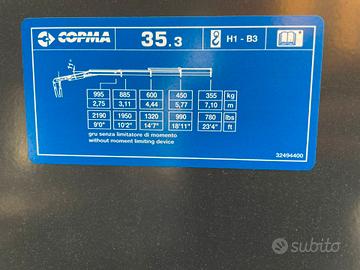 COPMA 35.3 H1 - B3
995 885 600 450 355 kg
2,75 3,11 4,44 5,77 7,10 m
2190 1950 1320 990 780 lbs
9'0" 10'2" 14'7" 18'11" 23'4" ft
gru senza limitatore di momento
without moment limiting device
32494400
subito